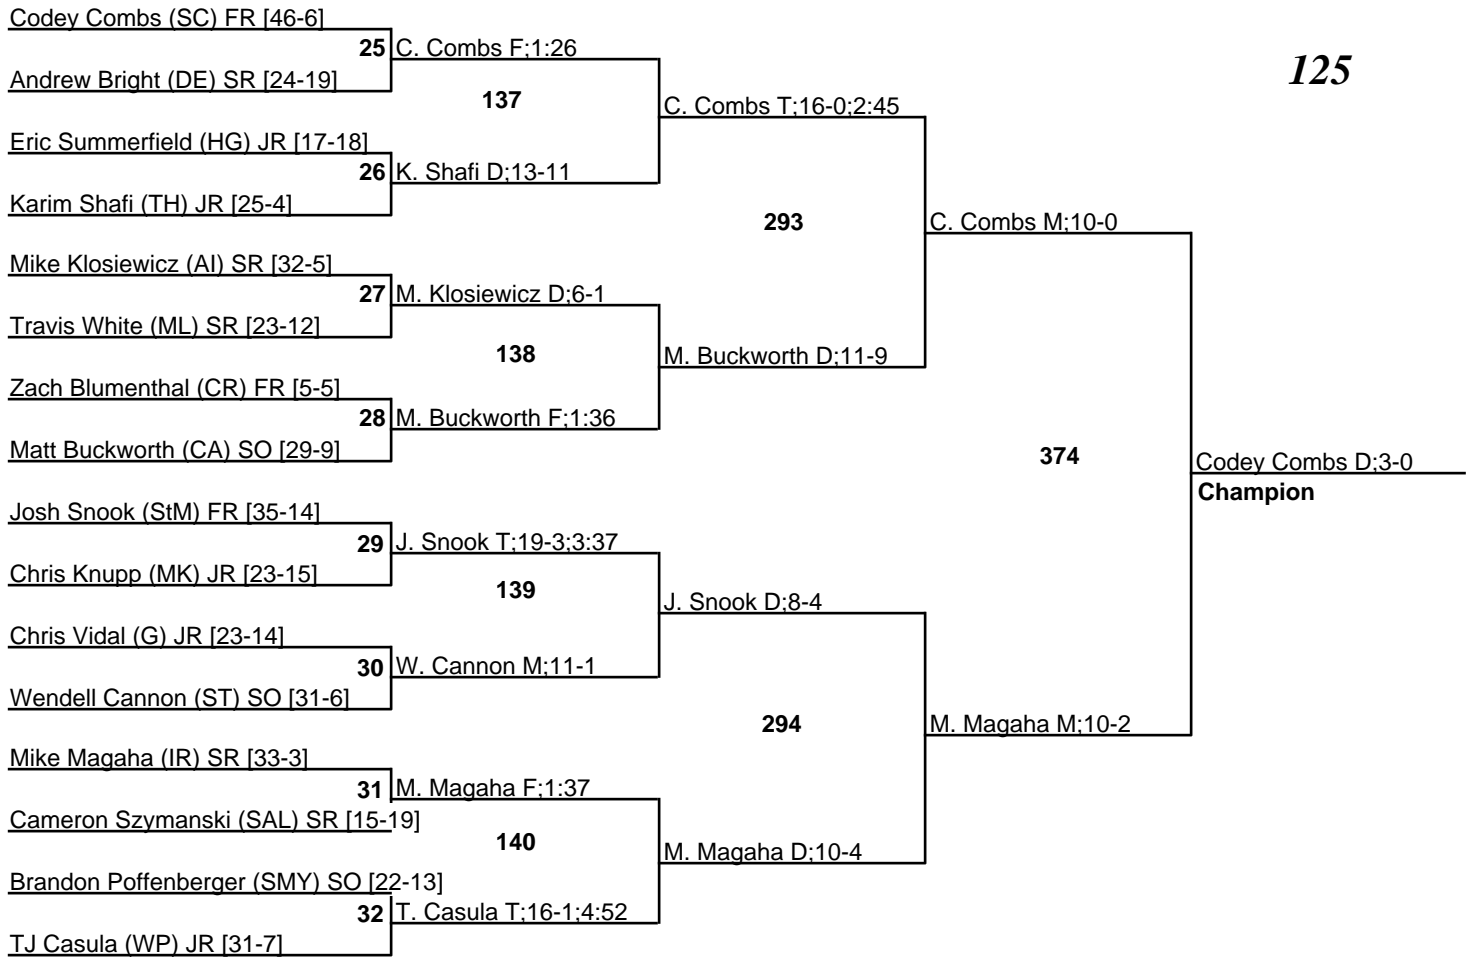 Codey Combs (SC) FR [46-6]
25 C. Combs F;1:26
125
Andrew Bright (DE) SR [24-19]
137
C. Combs T;16-0;2:45
Eric Summerfield (HG) JR [17-18]
26 K. Shafi D;13-11
Karim Shafi (TH) JR [25-4]
293
C. Combs M;10-0
Mike Klosiewicz (AI) SR [32-5]
27 M. Klosiewicz D;6-1
Travis White (ML) SR [23-12]
138
M. Buckworth D;11-9
Zach Blumenthal (CR) FR [5-5]
28 M. Buckworth F;1:36
Matt Buckworth (CA) SO [29-9]
374
Codey Combs D;3-0
Champion
Josh Snook (StM) FR [35-14]
29 J. Snook T;19-3;3:37
Chris Knupp (MK) JR [23-15]
139
J. Snook D;8-4
Chris Vidal (G) JR [23-14]
30 W. Cannon M;11-1
Wendell Cannon (ST) SO [31-6]
294
M. Magaha M;10-2
Mike Magaha (IR) SR [33-3]
31 M. Magaha F;1:37
Cameron Szymanski (SAL) SR [15-19]
140
M. Magaha D;10-4
Brandon Poffenberger (SMY) SO [22-13]
32 T. Casula T;16-1;4:52
TJ Casula (WP) JR [31-7]